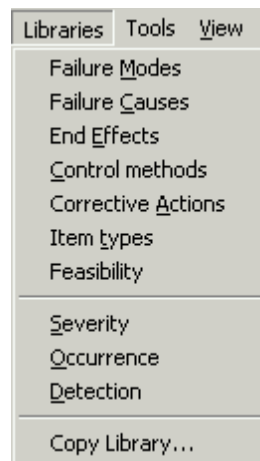 Libraries Tools View
Failure Modes
Failure Causes
End Effects
Control methods
Corrective Actions
Item types
Feasibility
Severity
Occurrence
Detection
Copy Library...